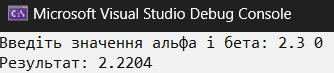 Microsoft Visual Studio Debug Console
Введіть значення альфа і бета: 2.3 0
Результат: 2.2204